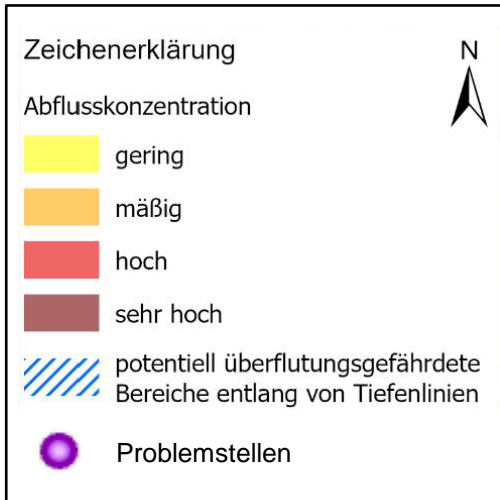 Zeichenerklärung
N
Abflusskonzentration
gering
mäßig
hoch
sehr hoch
potentiell überflutungsgefährdete
Bereiche entlang von Tiefenlinien
Problemstellen